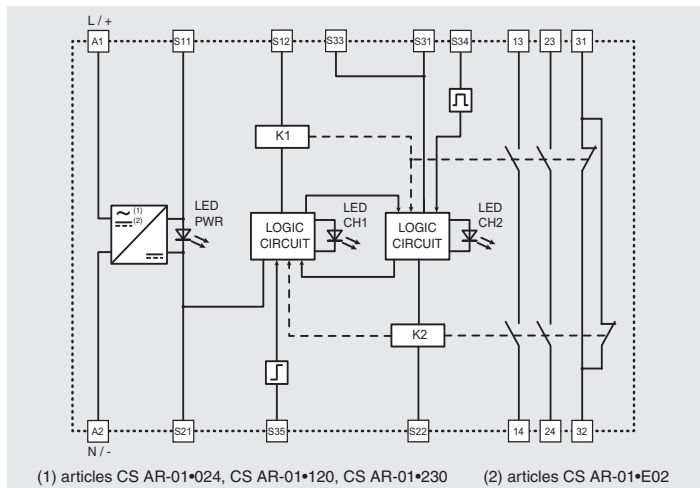 L / +
A1 S11 S12 S33 S31 S34 13 23 31
K1
(1)
(2)
LED
PWR
LOGIC
CIRCUIT
LED
CH1
LOGIC
CIRCUIT
LED
CH2
K2
A2 S21 S35 S22 14 24 32
N / -
(1) articles CS AR-01•024, CS AR-01•120, CS AR-01•230 (2) articles CS AR-01•E02